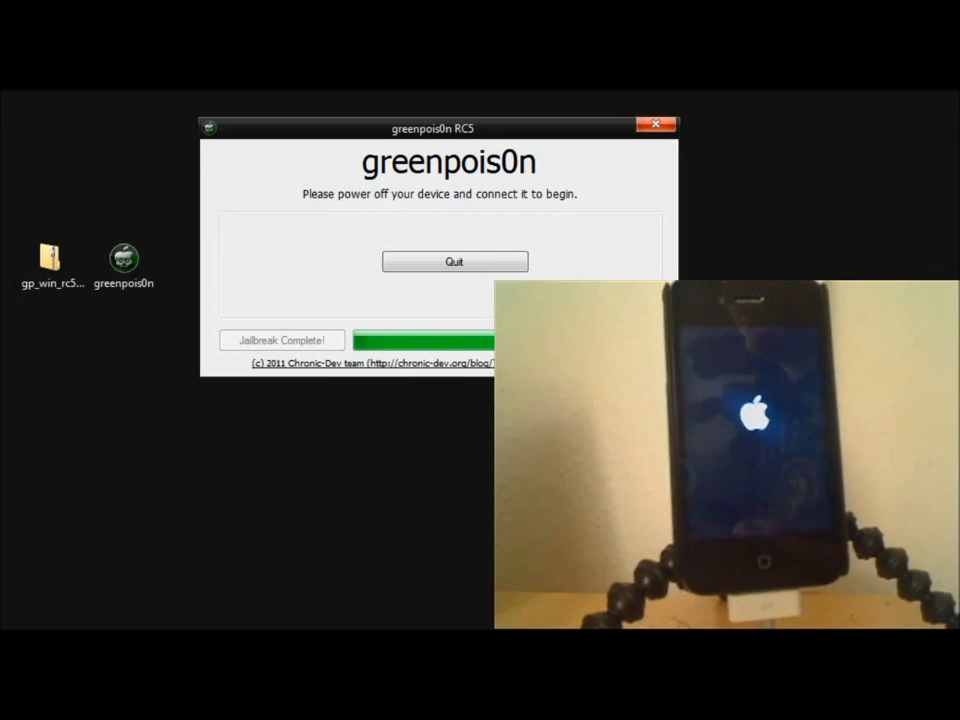 greenpois0n RC5
greenpois0n
Please power off your device and connect it to begin.
Quit
gp_win_rc5...
greenpois0n
Jailbreak Complete!
(c) 2011 Chronic-Dev team (http://chronic-dev.org/blog/